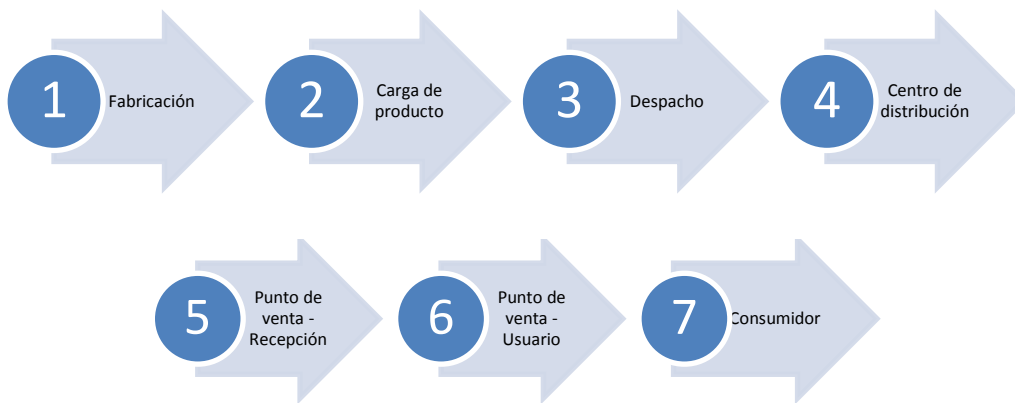 1
Fabricación
2
Carga de
producto
3
Despacho
4
Centro de
distribución
5
Punto de
venta -
Recepción
6
Punto de
venta -
Usuario
7
Consumidor